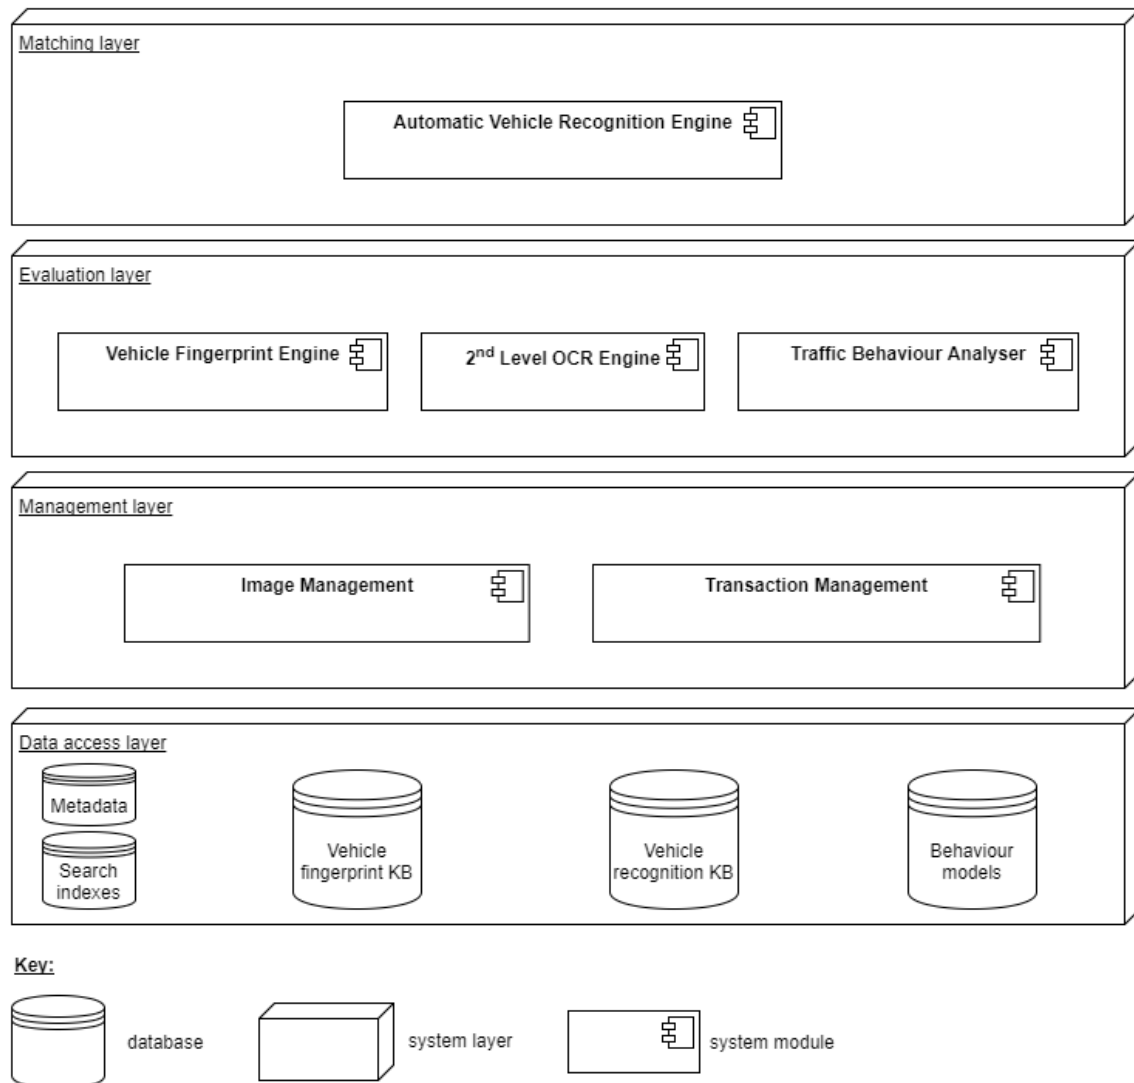 Matching layer
Automatic Vehicle Recognition Engine
Evaluation layer
Vehicle Fingerprint Engine
2nd Level OCR Engine
Traffic Behaviour Analyser
Management layer
Image Management
Transaction Management
Data access layer
Metadata
Search
indexes
Vehicle
fingerprint KB
Vehicle
recognition KB
Behaviour
models
Key:
database
system layer
system module